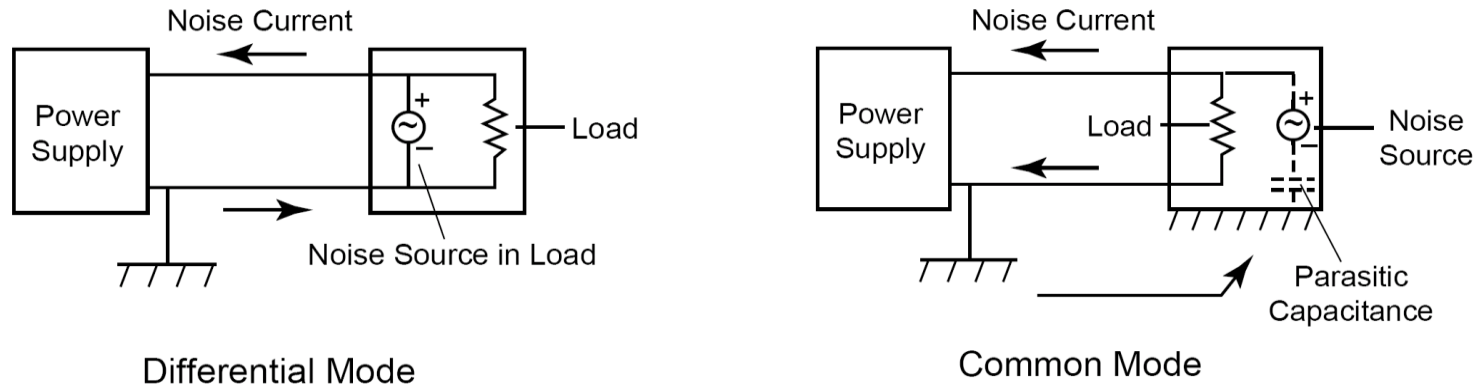 Noise Current
Power
Supply
+
−
Load
Noise Source in Load
Differential Mode
Noise Current
Power
Supply
Load
+
−
Noise
Source
Parasitic
Capacitance
Common Mode